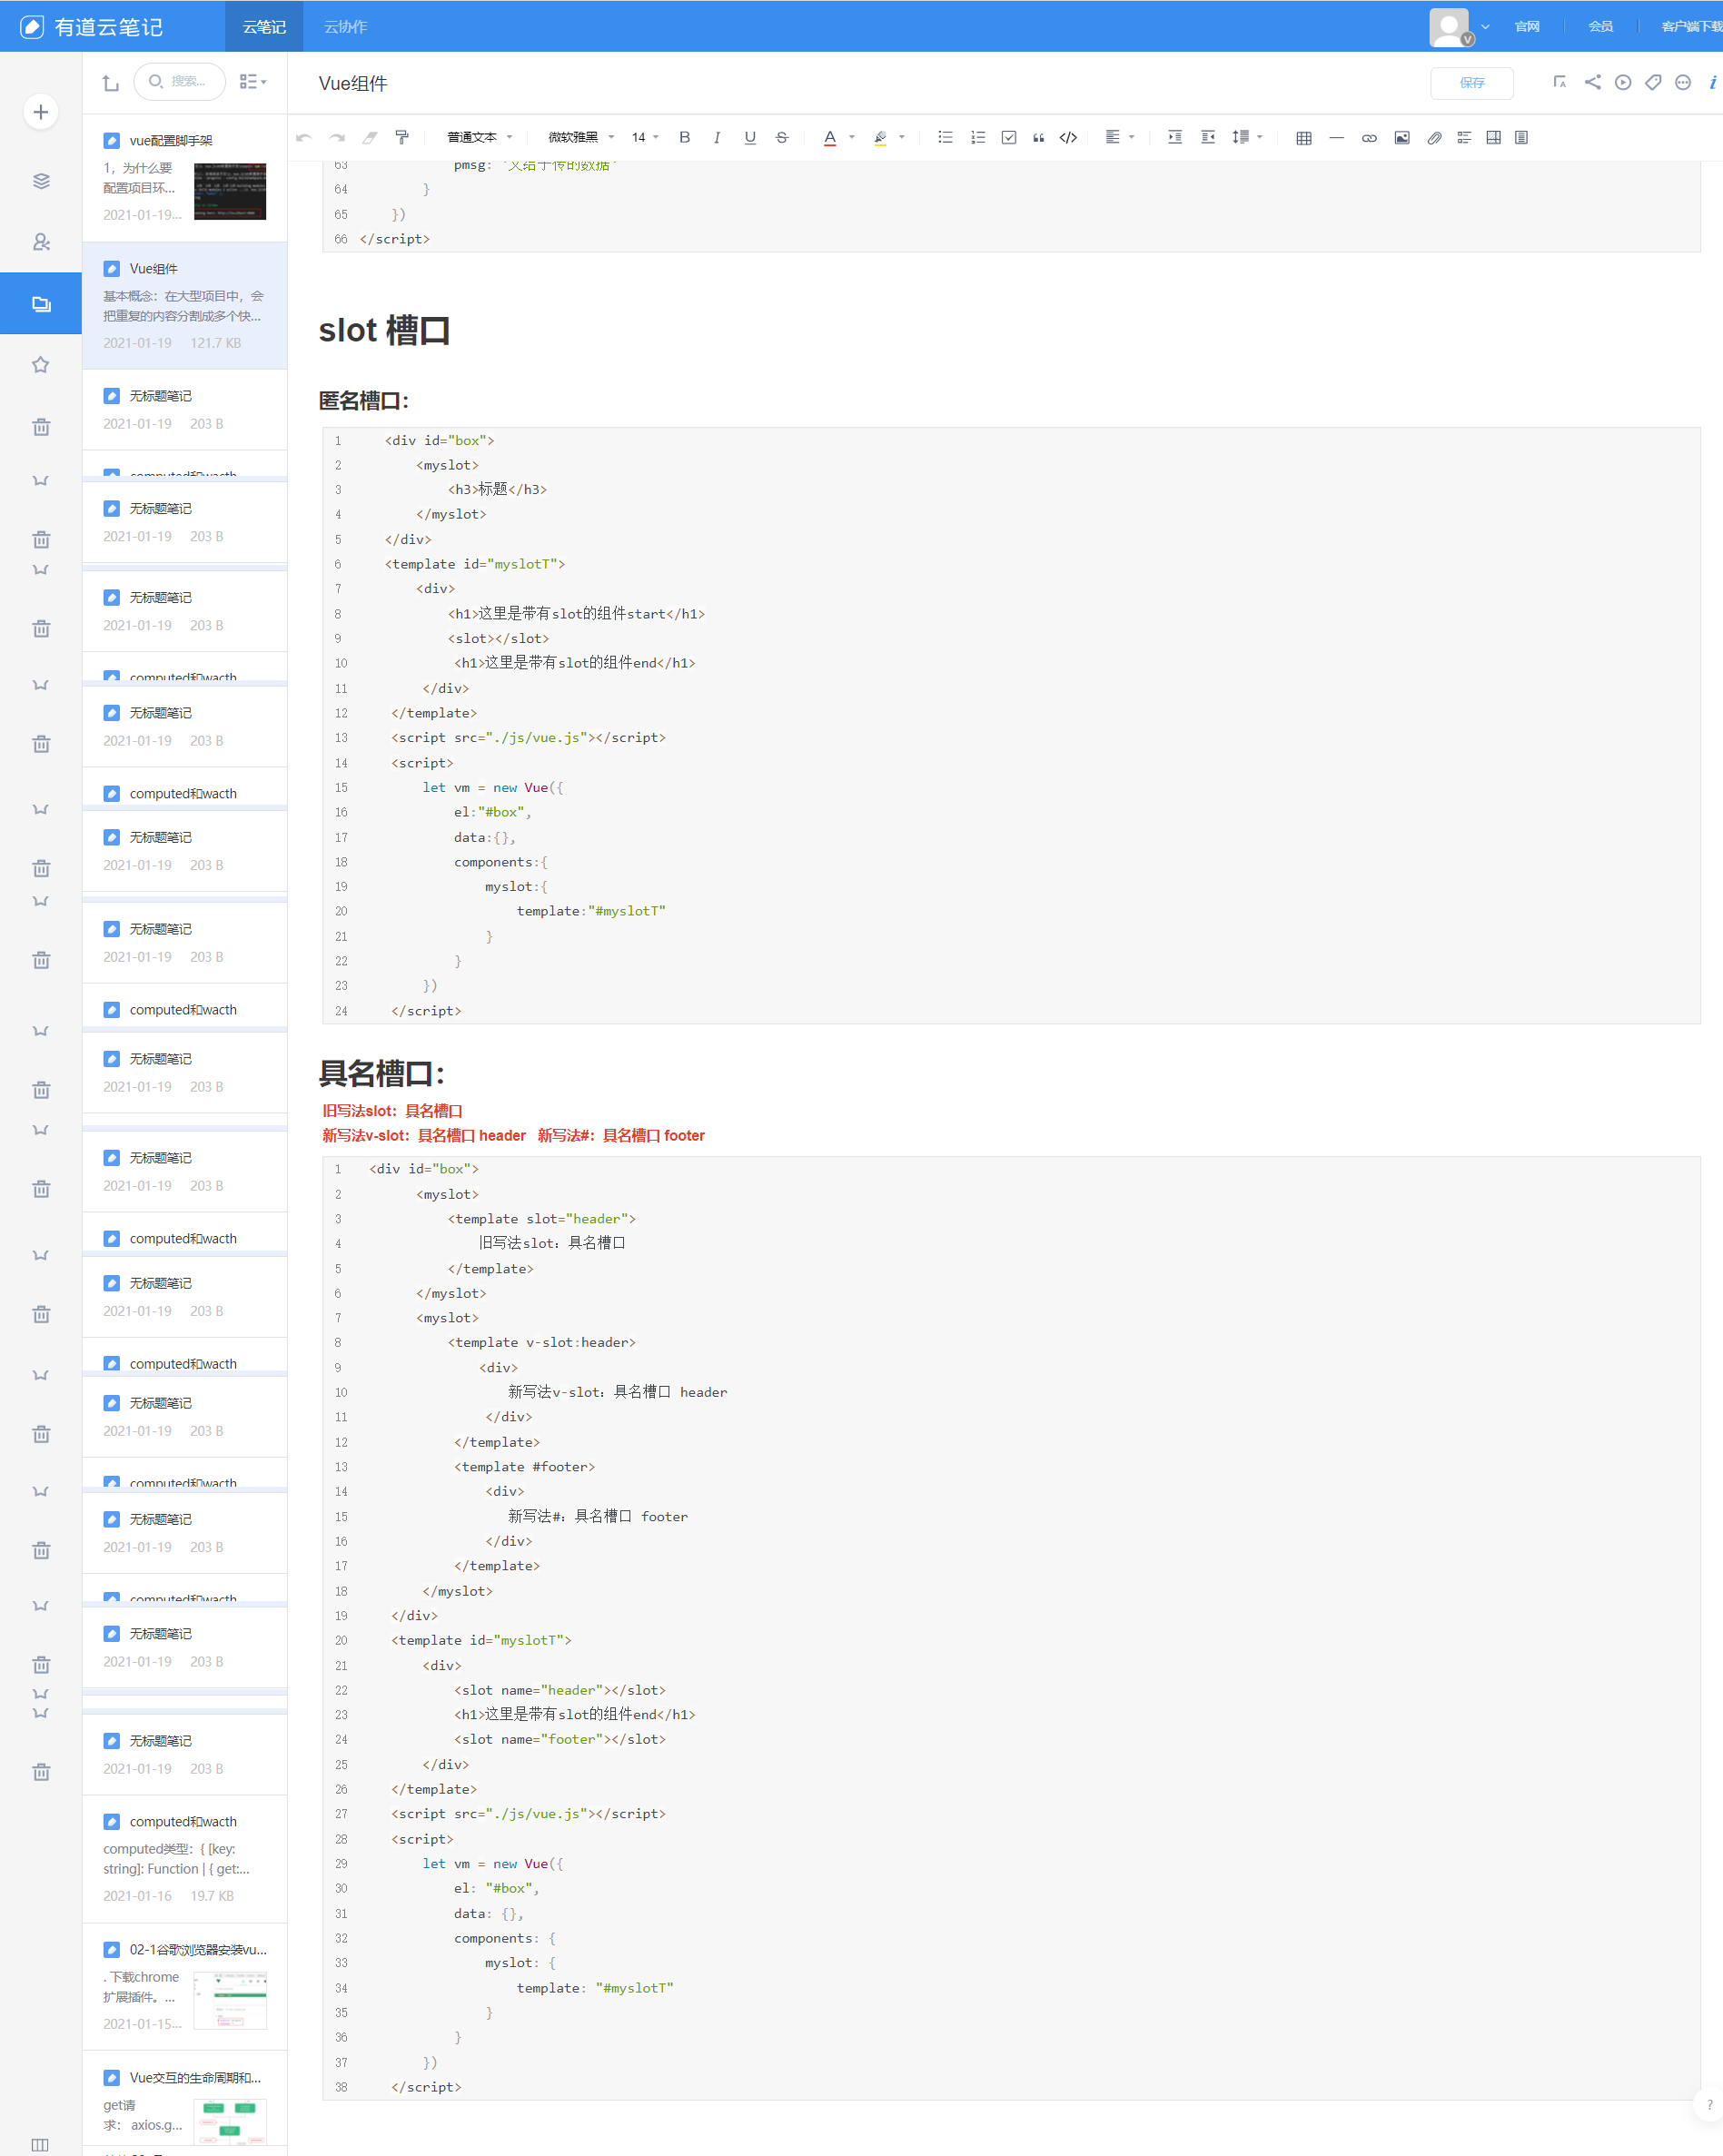 有道云笔记
云笔记
云协作
官网
会员
客户端下载
搜索...
Vue组件
保存
普通文本
微软雅黑
14
vue配置脚手架
1，为什么要
配置项目环...
2021-01-19...
Vue组件
基本概念：在大型项目中，会
把重复的内容分割成多个快...
2021-01-19 121.7 KB
无标题笔记
2021-01-19 203 B
computed和wacth
无标题笔记
2021-01-19 203 B
无标题笔记
2021-01-19 203 B
computed和wacth
无标题笔记
2021-01-19 203 B
computed和wacth
无标题笔记
2021-01-19 203 B
无标题笔记
2021-01-19 203 B
computed和wacth
无标题笔记
2021-01-19 203 B
无标题笔记
2021-01-19 203 B
computed和wacth
无标题笔记
2021-01-19 203 B
computed和wacth
无标题笔记
2021-01-19 203 B
computed和wacth
无标题笔记
2021-01-19 203 B
computed和wacth
无标题笔记
2021-01-19 203 B
无标题笔记
2021-01-19 203 B
computed和wacth
computed类型：{ [key:
string]: Function | { get:...
2021-01-16 19.7 KB
02-1谷歌浏览器安装vu...
. 下载chrome
扩展插件。...
2021-01-15...
Vue交互的生命周期和...
get请
求： axios.g...
63 pmsg: '父给子传的数据'
64 }
65 })
66 </script>
slot 槽口
匿名槽口：
1 <div id="box">
2 <myslot>
3 <h3>标题</h3>
4 </myslot>
5 </div>
6 <template id="myslotT">
7 <div>
8 <h1>这里是带有slot的组件start</h1>
9 <slot></slot>
10 <h1>这里是带有slot的组件end</h1>
11 </div>
12 </template>
13 <script src="./js/vue.js"></script>
14 <script>
15 let vm = new Vue({
16 el:"#box",
17 data:{},
18 components:{
19 myslot:{
20 template:"#myslotT"
21 }
22 }
23 })
24 </script>
具名槽口：
旧写法slot：具名槽口
新写法v-slot：具名槽口 header 新写法#：具名槽口 footer
1 <div id="box">
2 <myslot>
3 <template slot="header">
4 旧写法slot：具名槽口
5 </template>
6 </myslot>
7 <myslot>
8 <template v-slot:header>
9 <div>
10 新写法v-slot：具名槽口 header
11 </div>
12 </template>
13 <template #footer>
14 <div>
15 新写法#：具名槽口 footer
16 </div>
17 </template>
18 </myslot>
19 </div>
20 <template id="myslotT">
21 <div>
22 <slot name="header"></slot>
23 <h1>这里是带有slot的组件end</h1>
24 <slot name="footer"></slot>
25 </div>
26 </template>
27 <script src="./js/vue.js"></script>
28 <script>
29 let vm = new Vue({
30 el: "#box",
31 data: {},
32 components: {
33 myslot: {
34 template: "#myslotT"
35 }
36 }
37 })
38 </script>